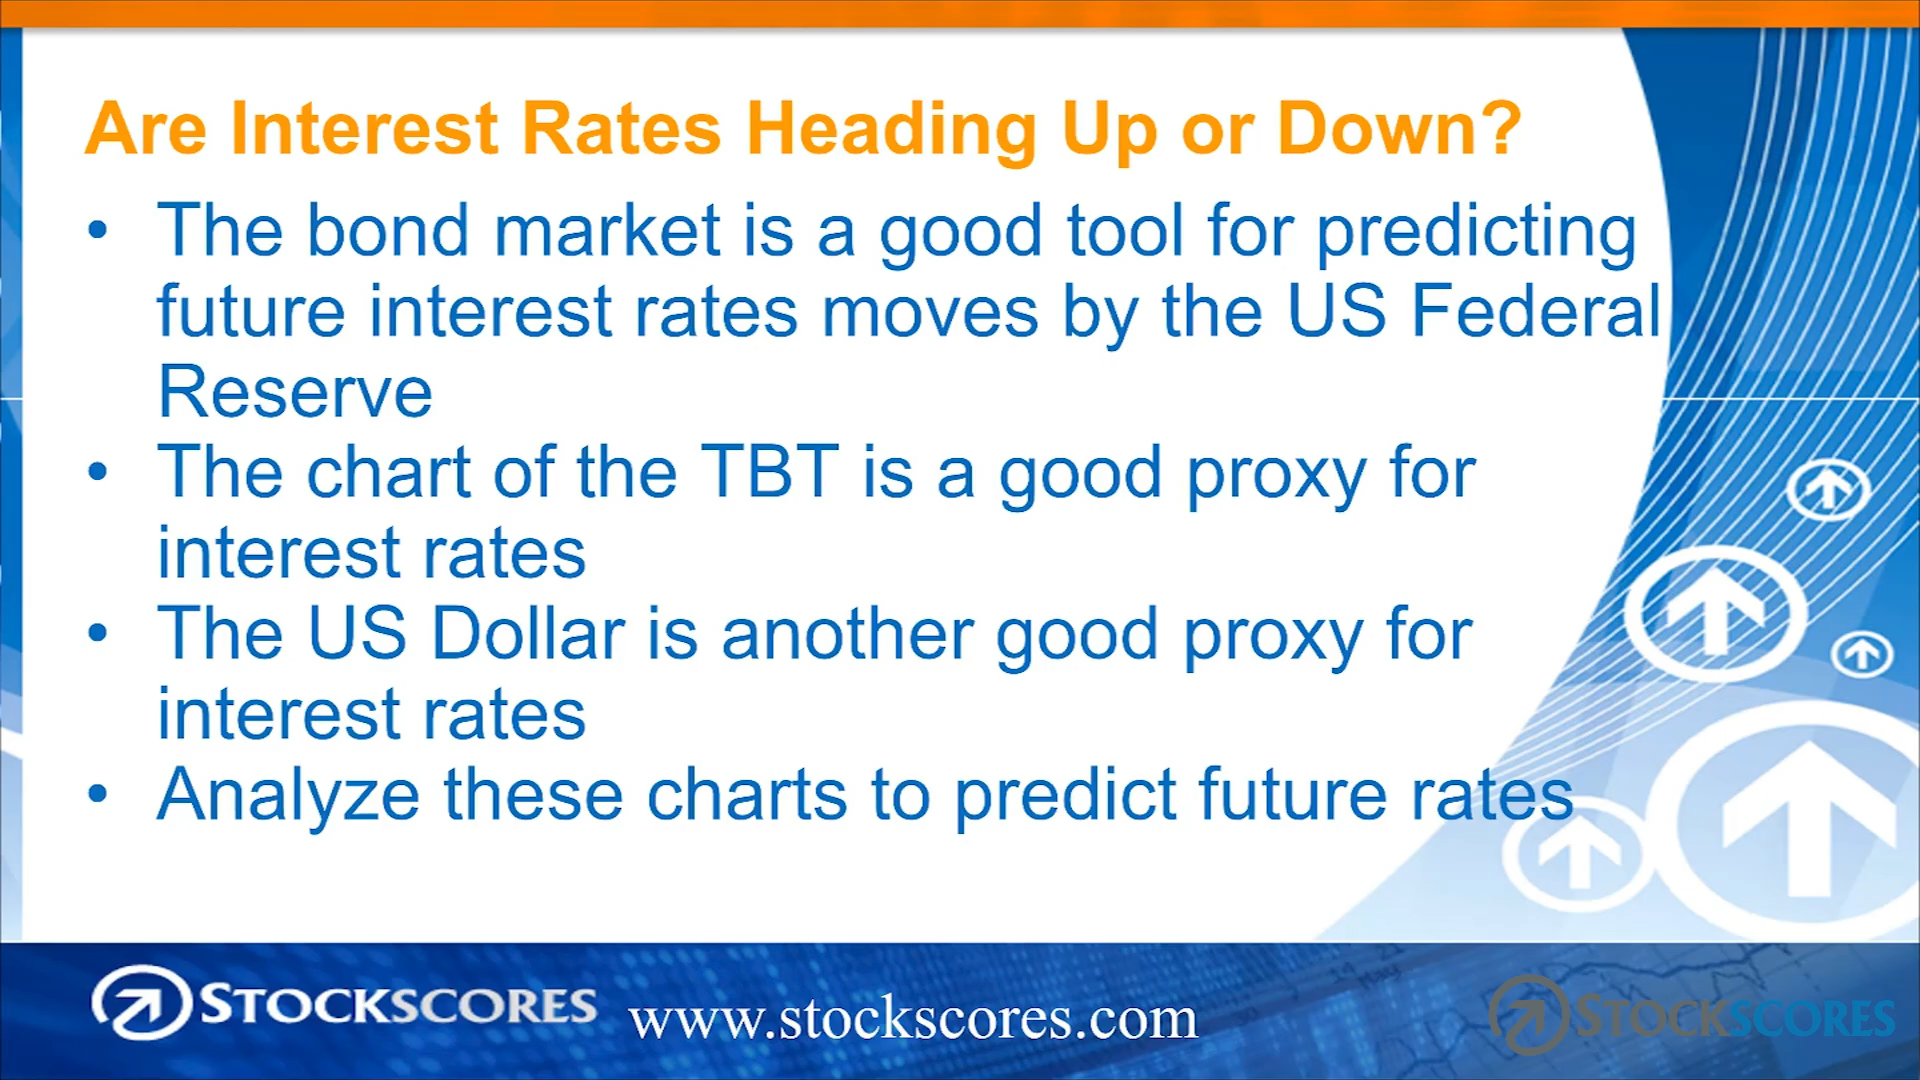 Are Interest Rates Heading Up or Down?
• The bond market is a good tool for predicting
future interest rates moves by the US Federal
Reserve
• The chart of the TBT is a good proxy for
interest rates
• The US Dollar is another good proxy for
interest rates
• Analyze these charts to predict future rates
STOCKSCORES www.stockscores.com
STOCKSCORES